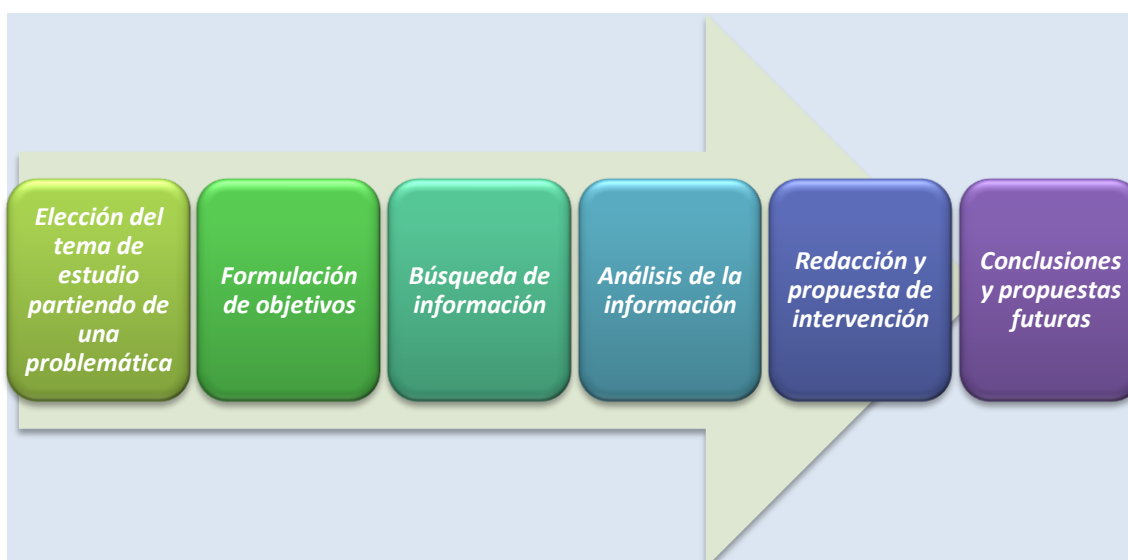 Elección del
tema de
estudio
partiendo de
una
problemática
Formulación
de objetivos
Búsqueda de
información
Análisis de la
información
Redacción y
propuesta de
intervención
Conclusiones
y propuestas
futuras